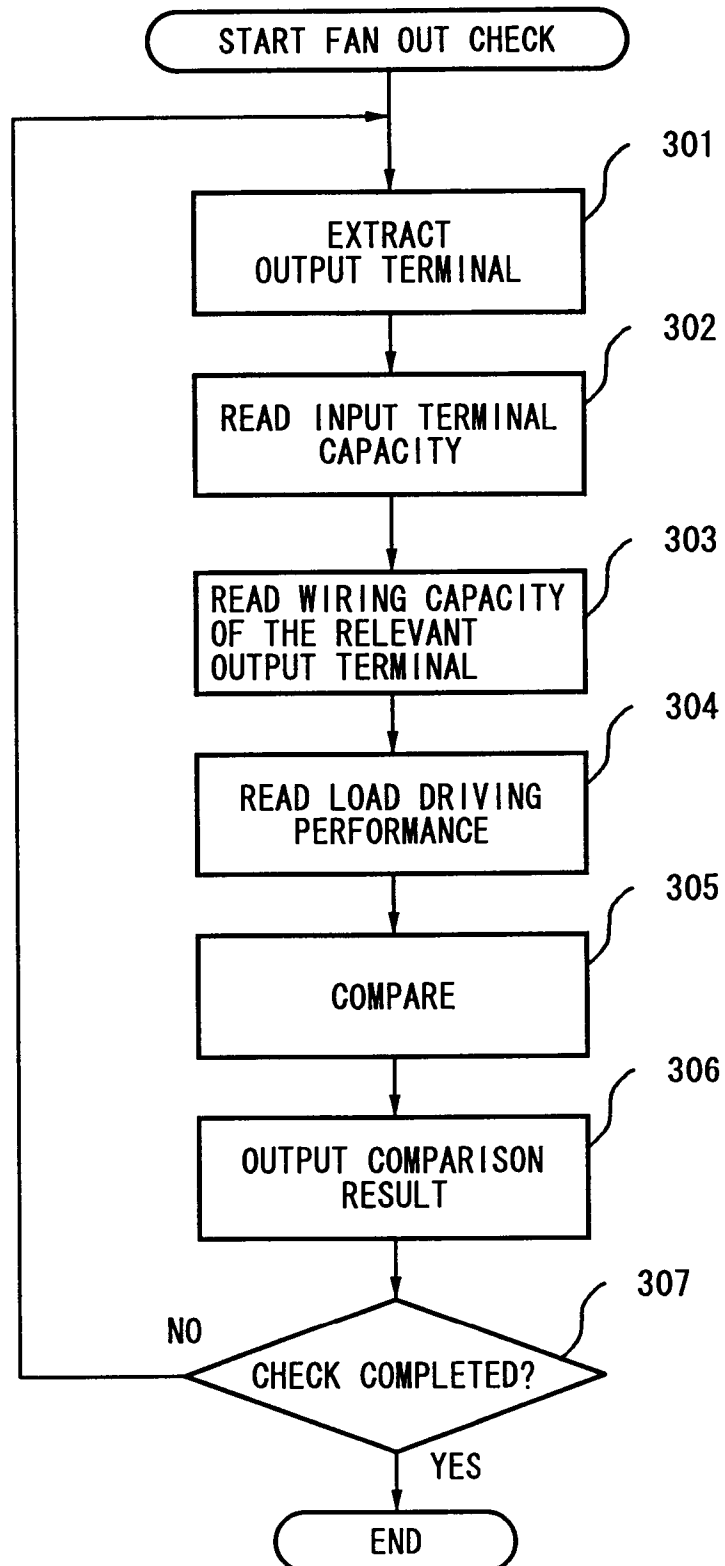 START FAN OUT CHECK
301
EXTRACT
OUTPUT TERMINAL
302
READ INPUT TERMINAL
CAPACITY
303
READ WIRING CAPACITY
OF THE RELEVANT
OUTPUT TERMINAL
304
READ LOAD DRIVING
PERFORMANCE
305
COMPARE
306
OUTPUT COMPARISON
RESULT
307
NO
CHECK COMPLETED?
YES
END